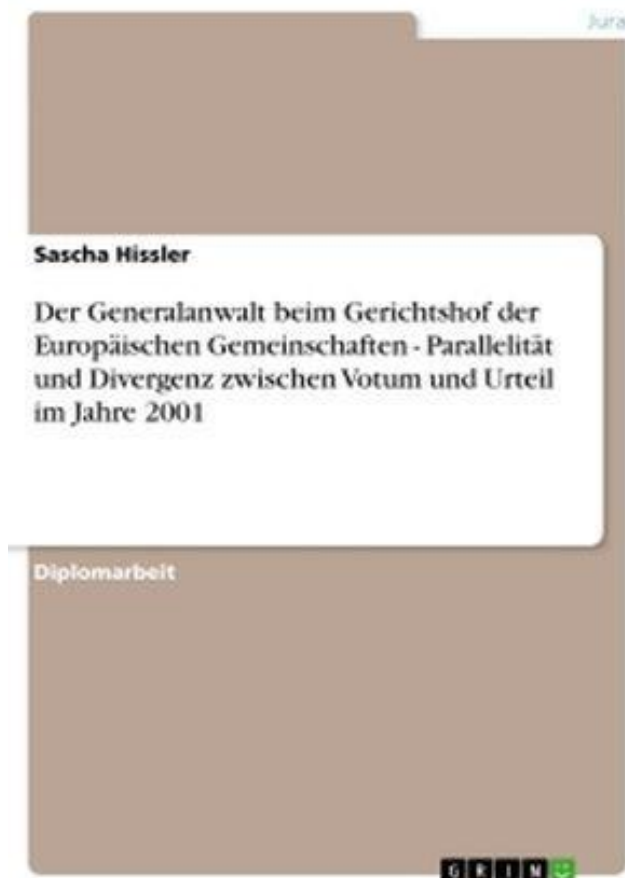 Jura
Sascha Hissler
Der Generalanwalt beim Gerichtshof der
Europäischen Gemeinschaften - Parallelität
und Divergenz zwischen Votum und Urteil
im Jahre 2001
Diplomarbeit
GRIN